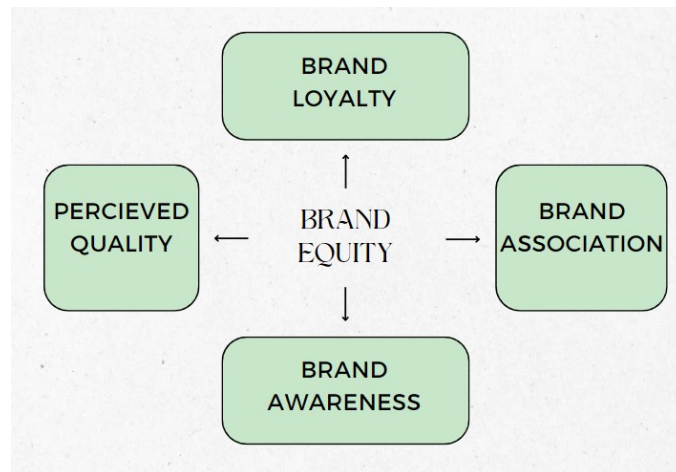 BRAND
LOYALTY
PERCIEVED
QUALITY
BRAND
EQUITY
BRAND
ASSOCIATION
BRAND
AWARENESS